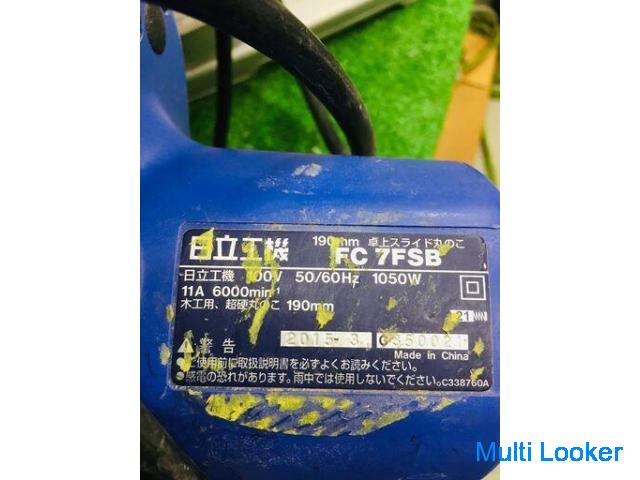 190mm 卓上スライド丸のこ
日立工機 FC 7FSB
日立工機 100V 50/60Hz 1050W
11A 6000min⁻¹
木工用、超硬丸のこ 190mm
21
⚠警告 2015-3
Made in China
●ご使用前に取扱説明書を必ずよくお読みください。
●感電の恐れがあります。雨中では使用しないでください。C338760A
Multi Looker